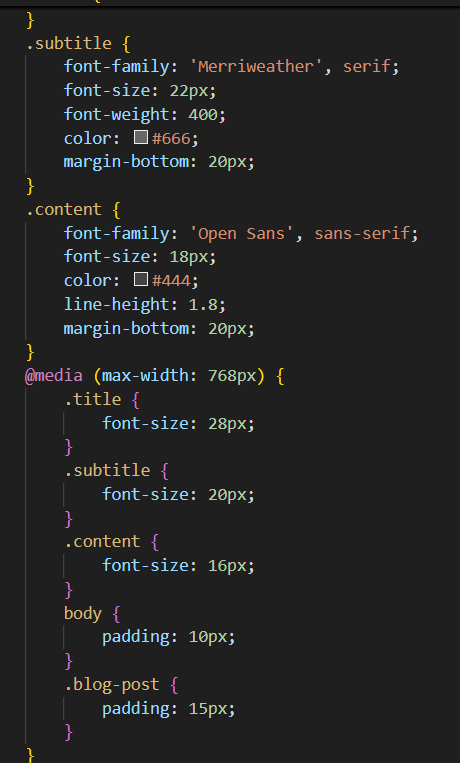 }
.subtitle {
    font-family: 'Merriweather', serif;
    font-size: 22px;
    font-weight: 400;
    color: #666;
    margin-bottom: 20px;
}
.content {
    font-family: 'Open Sans', sans-serif;
    font-size: 18px;
    color: #444;
    line-height: 1.8;
    margin-bottom: 20px;
}
@media (max-width: 768px) {
    .title {
        font-size: 28px;
    }
    .subtitle {
        font-size: 20px;
    }
    .content {
        font-size: 16px;
    }
    body {
        padding: 10px;
    }
    .blog-post {
        padding: 15px;
    }
}